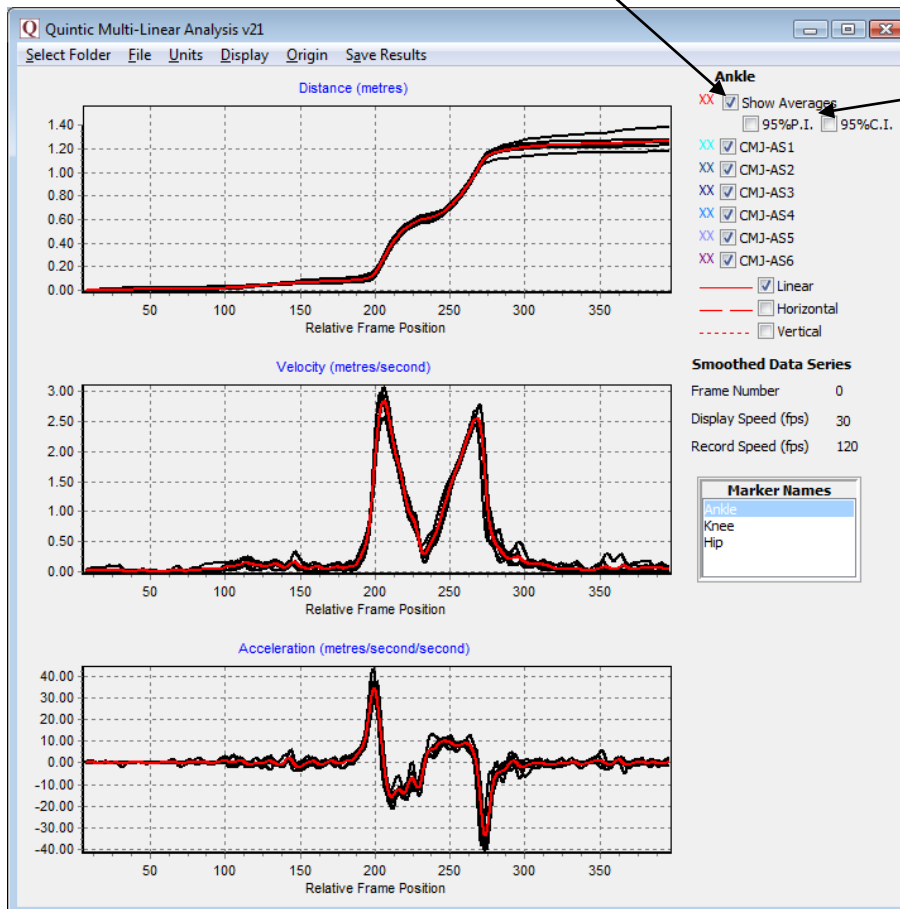 Quintic Multi-Linear Analysis v21
Select Folder File Units Display Origin Save Results
Distance (metres)
1.40
1.20
1.00
0.80
0.60
0.40
0.20
0.00
50 100 150 200 250 300 350
Relative Frame Position
Velocity (metres/second)
3.00
2.50
2.00
1.50
1.00
0.50
0.00
50 100 150 200 250 300 350
Relative Frame Position
Acceleration (metres/second/second)
40.00
30.00
20.00
10.00
0.00
-10.00
-20.00
-30.00
-40.00
50 100 150 200 250 300 350
Relative Frame Position
Ankle
XX Show Averages
95%P.I. 95%C.I.
XX CMJ-AS1
XX CMJ-AS2
XX CMJ-AS3
XX CMJ-AS4
XX CMJ-AS5
XX CMJ-AS6
Linear
Horizontal
Vertical
Smoothed Data Series
Frame Number 0
Display Speed (fps) 30
Record Speed (fps) 120
Marker Names
Ankle
Knee
Hip